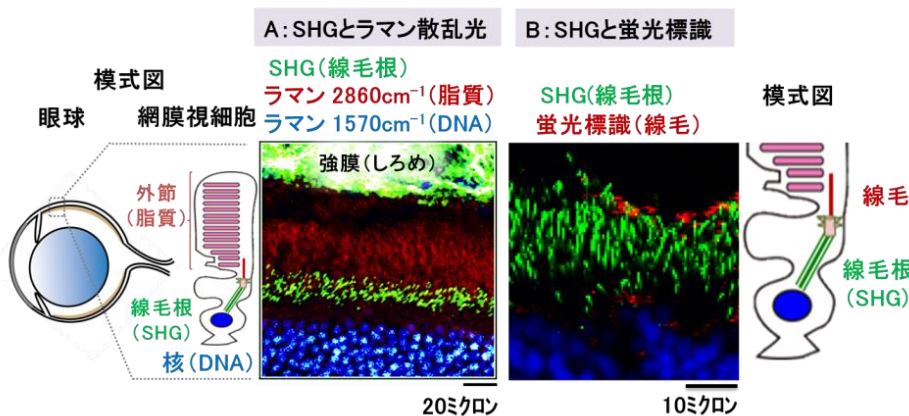 A:SHGとラマン散乱光
B:SHGと蛍光標識
模式図
眼球
網膜視細胞
SHG(線毛根)
ラマン 2860cm⁻¹(脂質)
ラマン 1570cm⁻¹(DNA)
SHG(線毛根)
蛍光標識(線毛)
模式図
強膜(しろめ)
外節
(脂質)
線毛根
(SHG)
核(DNA)
線毛
線毛根
(SHG)
20ミクロン
10ミクロン